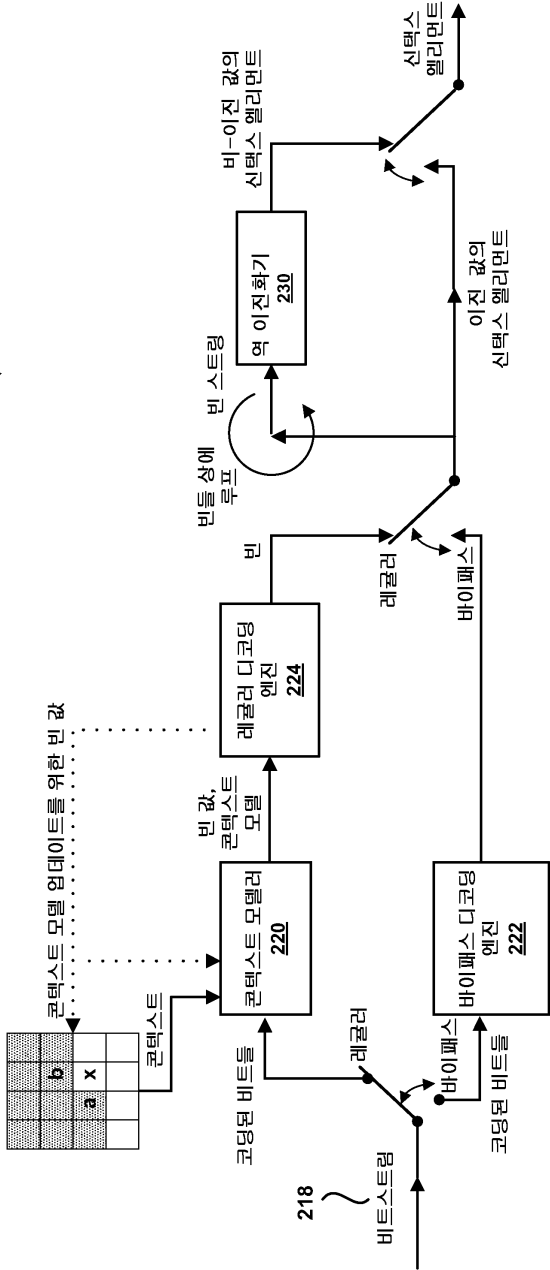 콘텍스트 모델 업데이트를 위한 빈 값
b
a
x
콘텍스트
218
비트스트림
레귤러
바이패스
코딩된 비트들
코딩된 비트들
콘텍스트 모델러
220
바이패스 디코딩
엔진
222
빈 값,
콘텍스트
모델
레귤러 디코딩
엔진
224
빈
레귤러
바이패스
빈들 상에
루프
빈 스트링
역 이진화기
230
비-이진 값의
신택스 엘리먼트
이진 값의
신택스 엘리먼트
신택스
엘리먼트